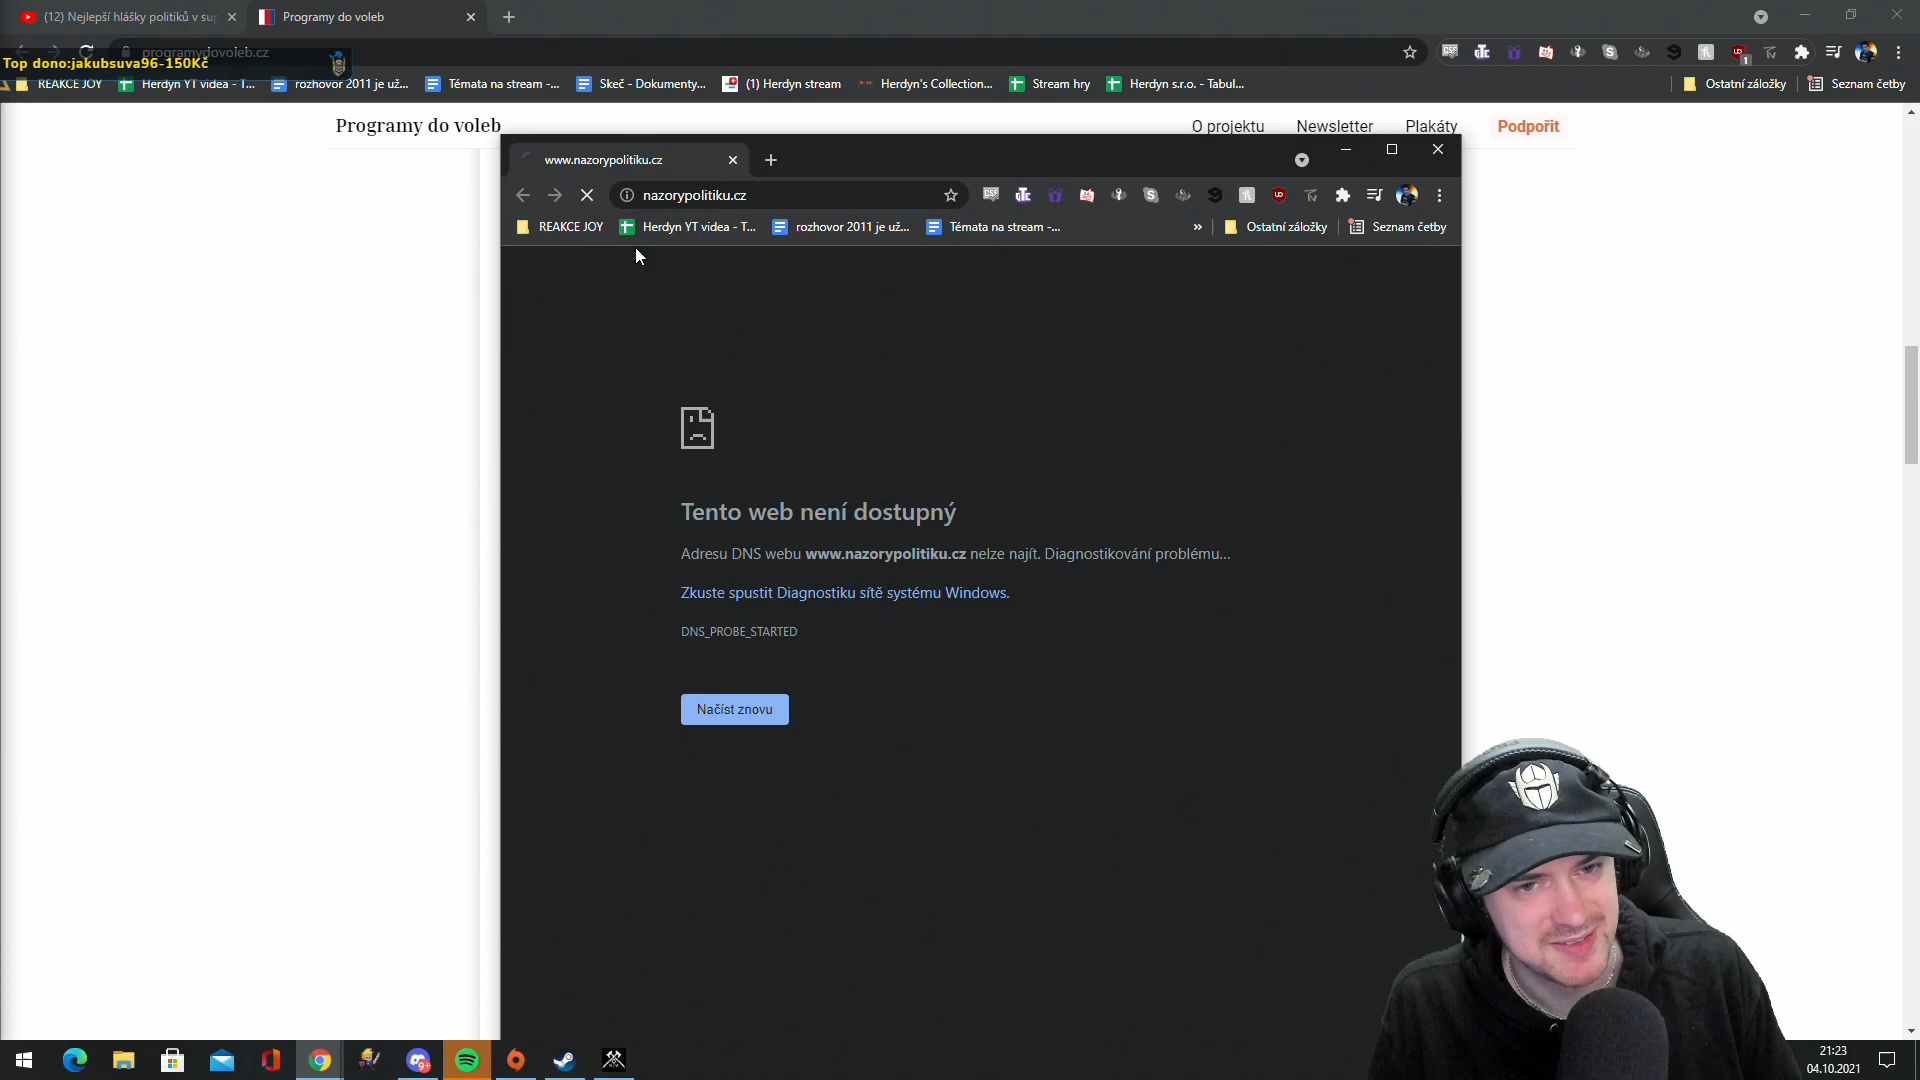 (12) Nejlepší hlášky politiků v sup
Programy do voleb
programydovoleb.cz
Top dono:jakubsuva96-150Kč
REAKCE JOY
Herdyn YT videa - T...
rozhovor 2011 je už...
Témata na stream -...
Skeč - Dokumenty...
(1) Herdyn stream
Herdyn's Collection...
Stream hry
Herdyn s.r.o. - Tabul...
Ostatní záložky
Seznam četby
Programy do voleb
O projektu
Newsletter
Plakáty
Podpořit
www.nazorypolitiku.cz
nazorypolitiku.cz
REAKCE JOY
Herdyn YT videa - T...
rozhovor 2011 je už...
Témata na stream -...
»
Ostatní záložky
Seznam četby
Tento web není dostupný
Adresu DNS webu www.nazorypolitiku.cz nelze najít. Diagnostikování problému...
Zkuste spustit Diagnostiku sítě systému Windows.
DNS_PROBE_STARTED
Načíst znovu
9+
21:23
04.10.2021